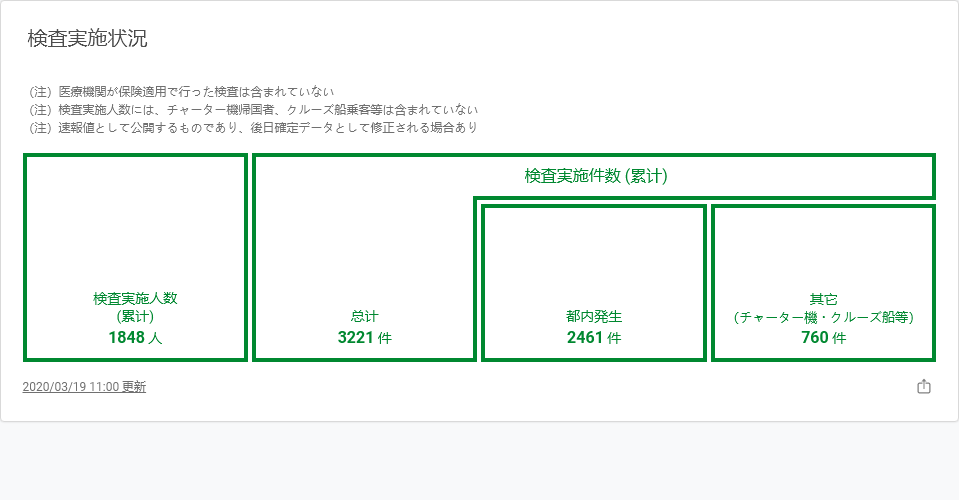 検査実施状況
（注）医療機関が保険適用で行った検査は含まれていない
（注）検査実施人数には、チャーター機帰国者、クルーズ船乗客等は含まれていない
（注）速報値として公開するものであり、後日確定データとして修正される場合あり
検査実施件数 (累计)
検査実施人数
(累计)
1848 人
总计
3221 件
都内発生
2461 件
其它
（チャーター機・クルーズ船等）
760 件
2020/03/19 11:00 更新